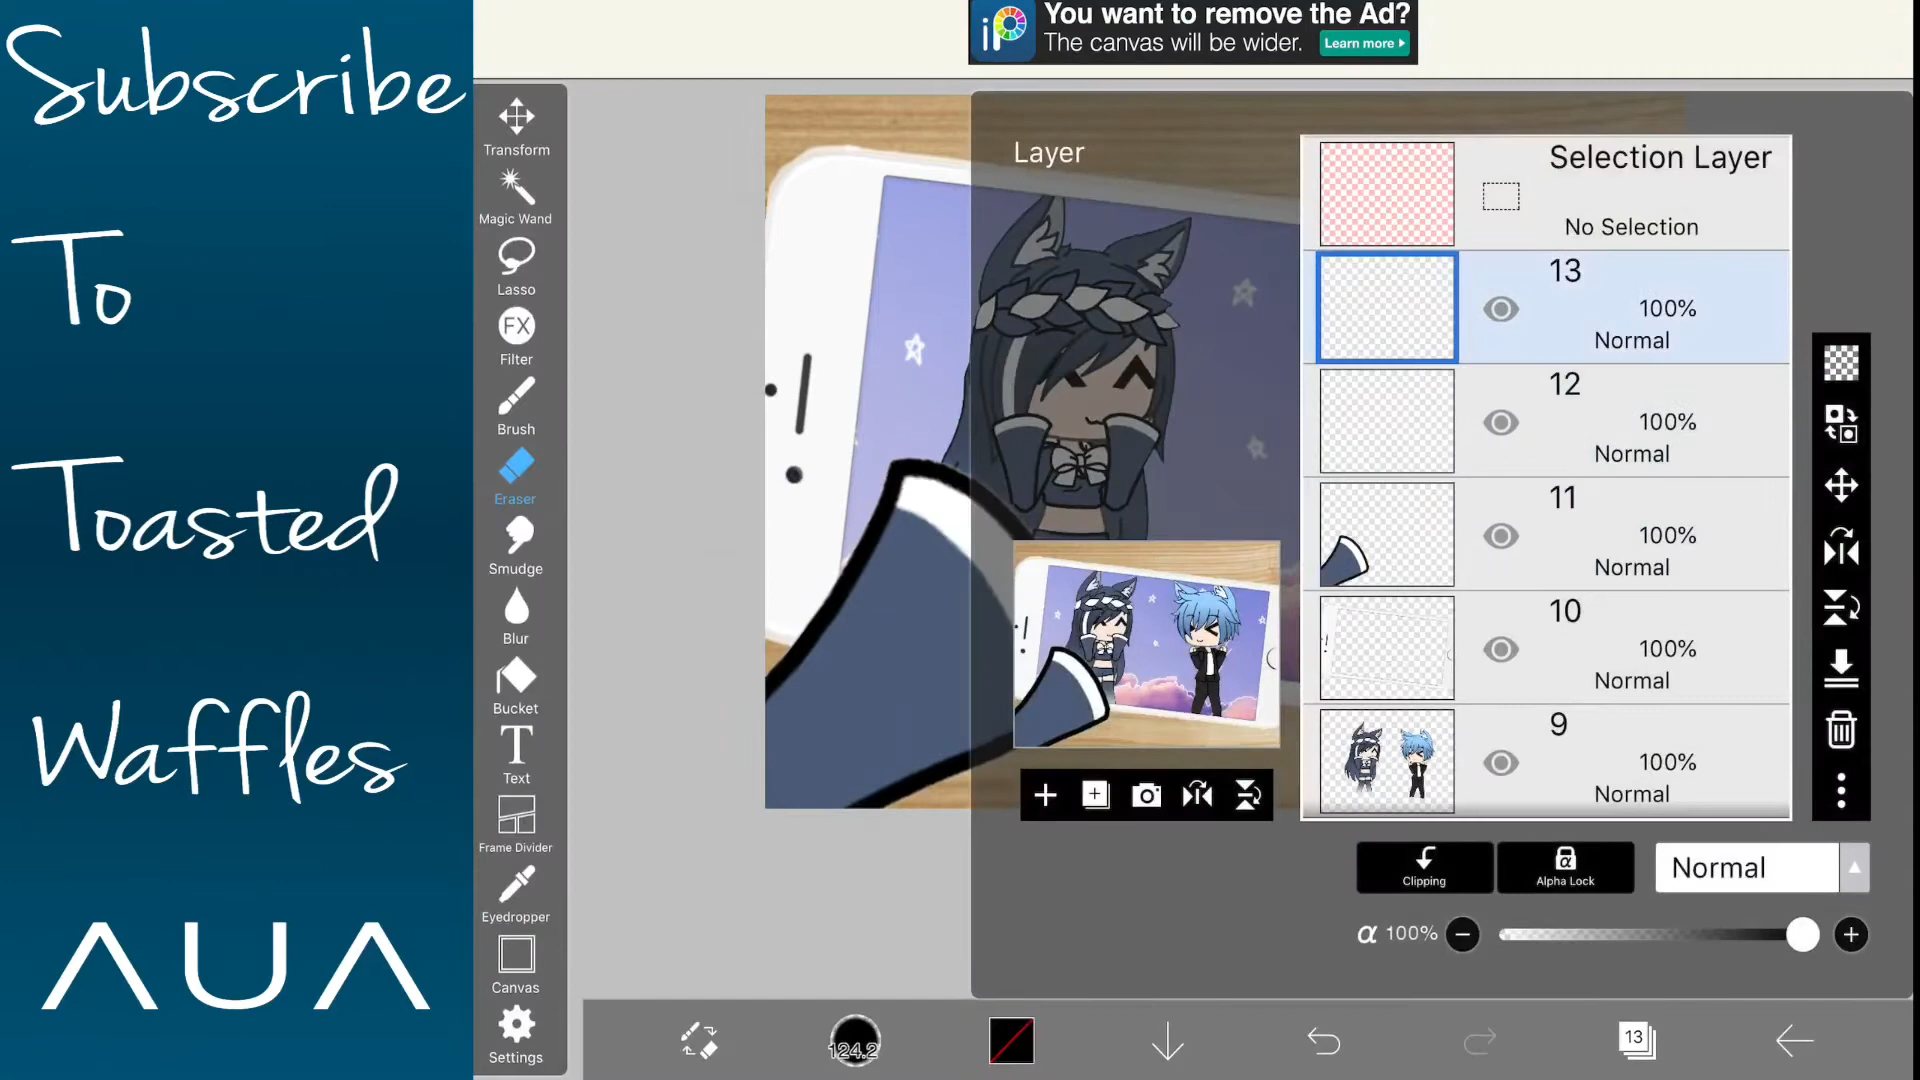 Subscribe
To
Toasted
Waffles
ΛUΛ
You want to remove the Ad?
The canvas will be wider.
Learn more
iP
Transform
Magic Wand
Lasso
FX
Filter
Brush
Eraser
Smudge
Blur
Bucket
T
Text
Frame Divider
Eyedropper
Canvas
Settings
Layer
Selection Layer
No Selection
13
100%
Normal
12
100%
Normal
11
100%
Normal
10
100%
Normal
9
100%
Normal
Clipping
α
Alpha Lock
Normal
α 100%
124.2
13